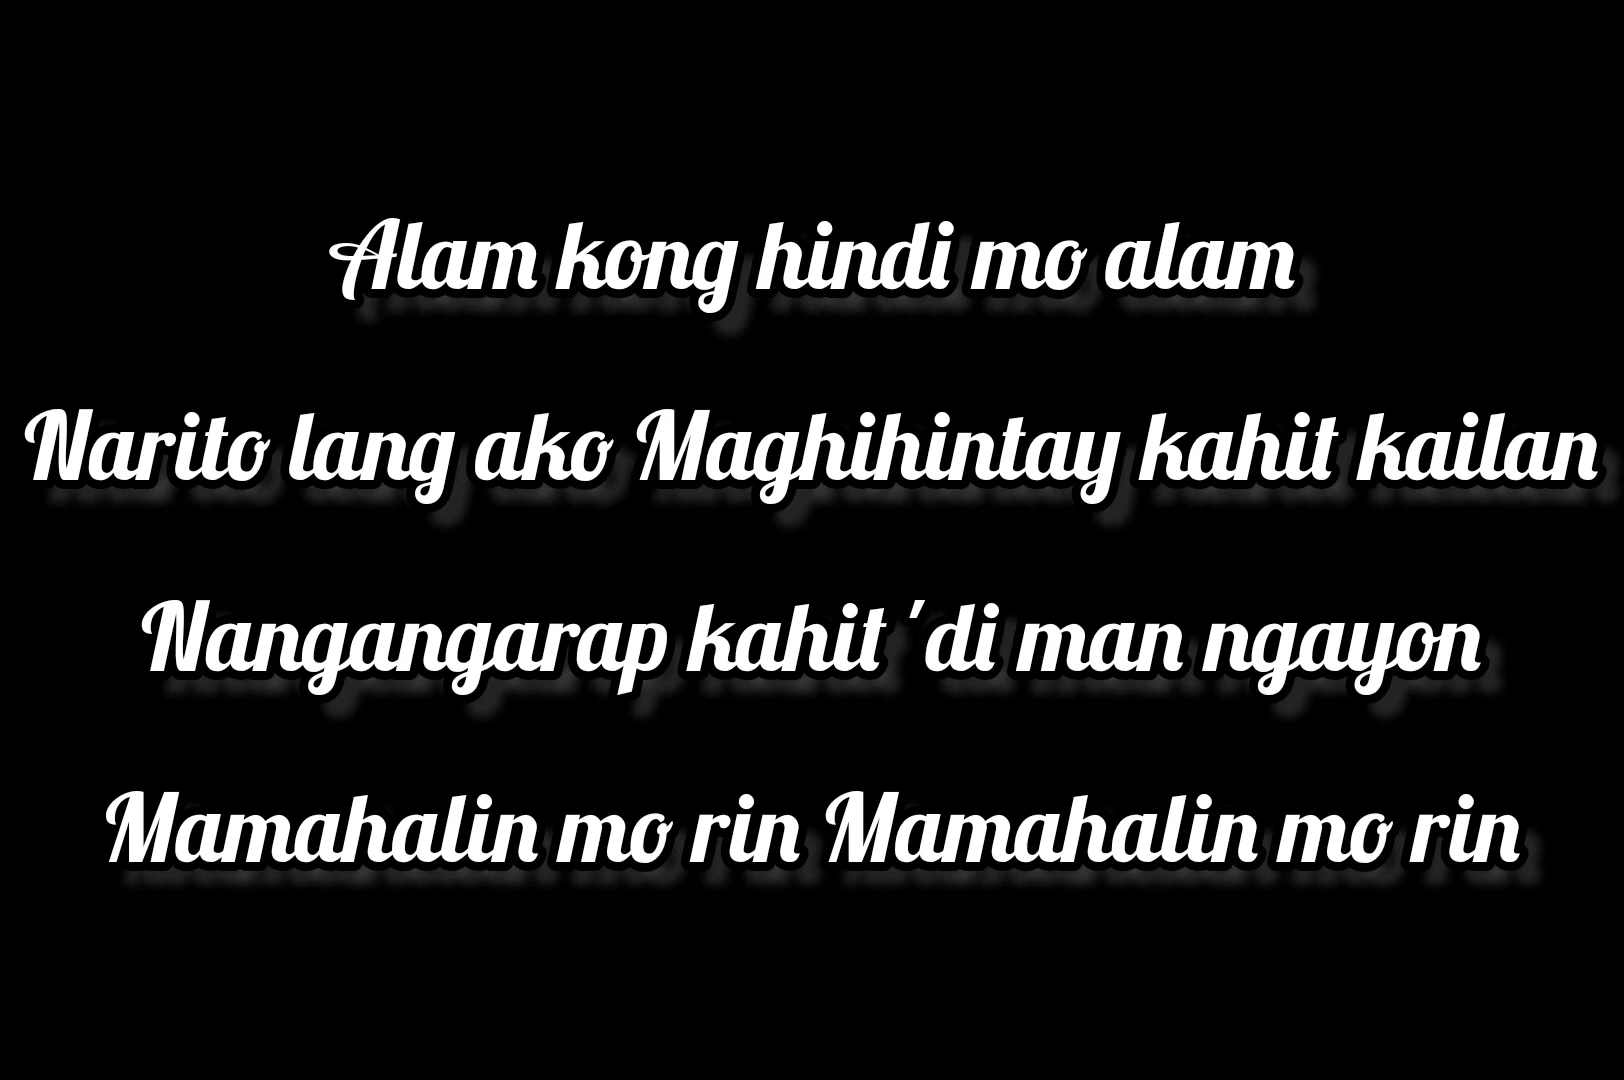 Alam kong hindi mo alam
Narito lang ako Maghihintay kahit kailan
Nangangarap kahit 'di man ngayon
Mamahalin mo rin Mamahalin mo rin